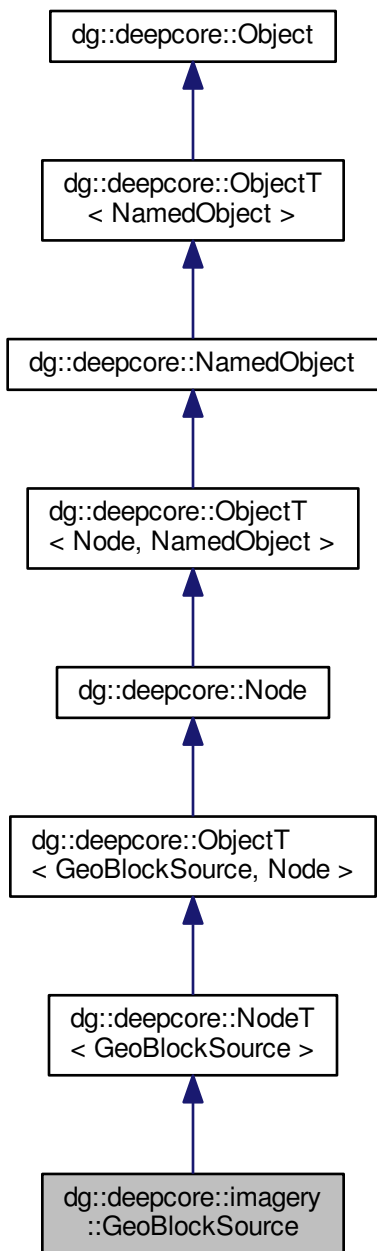 dg::deepcore::Object
dg::deepcore::ObjectT
< NamedObject >
dg::deepcore::NamedObject
dg::deepcore::ObjectT
< Node, NamedObject >
dg::deepcore::Node
dg::deepcore::ObjectT
< GeoBlockSource, Node >
dg::deepcore::NodeT
< GeoBlockSource >
dg::deepcore::imagery
::GeoBlockSource